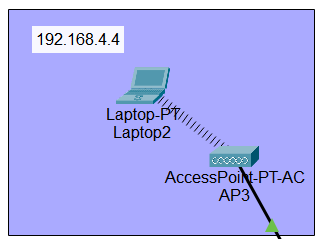 192.168.4.4
Laptop-PT
Laptop2
AccessPoint-PT-AC
AP3